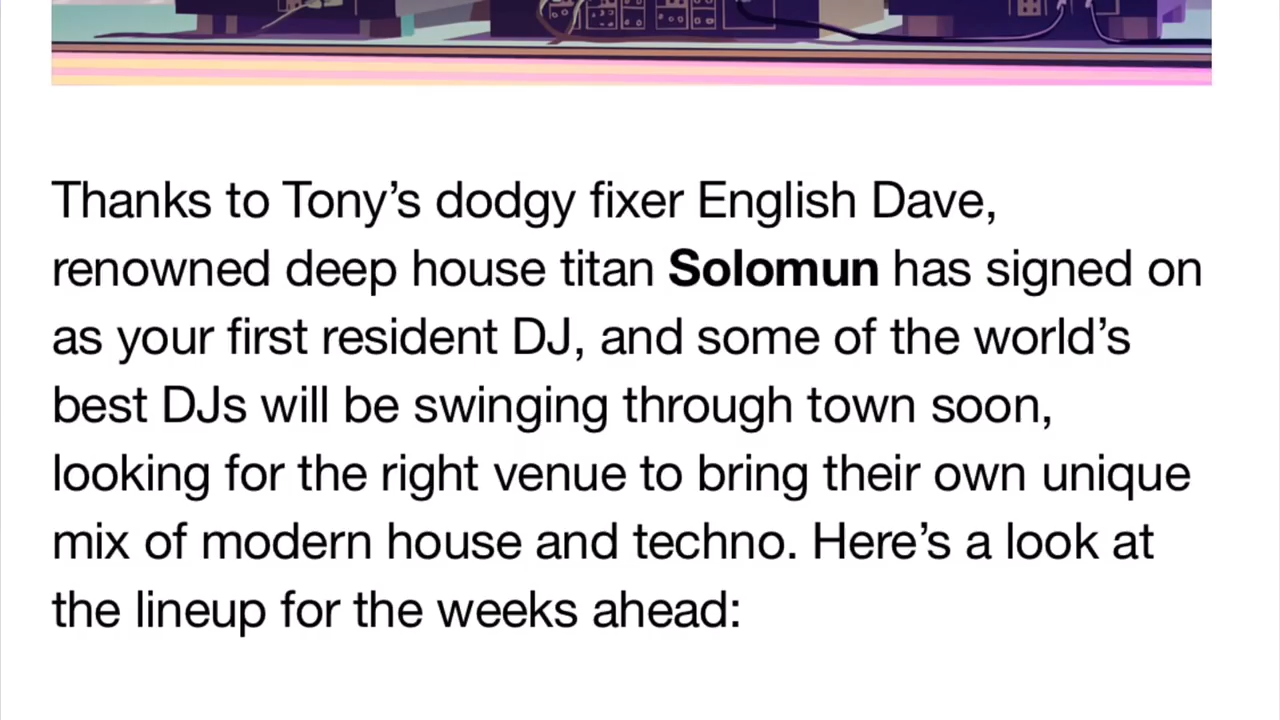 Thanks to Tony’s dodgy fixer English Dave,
renowned deep house titan Solomun has signed on
as your first resident DJ, and some of the world’s
best DJs will be swinging through town soon,
looking for the right venue to bring their own unique
mix of modern house and techno. Here’s a look at
the lineup for the weeks ahead: